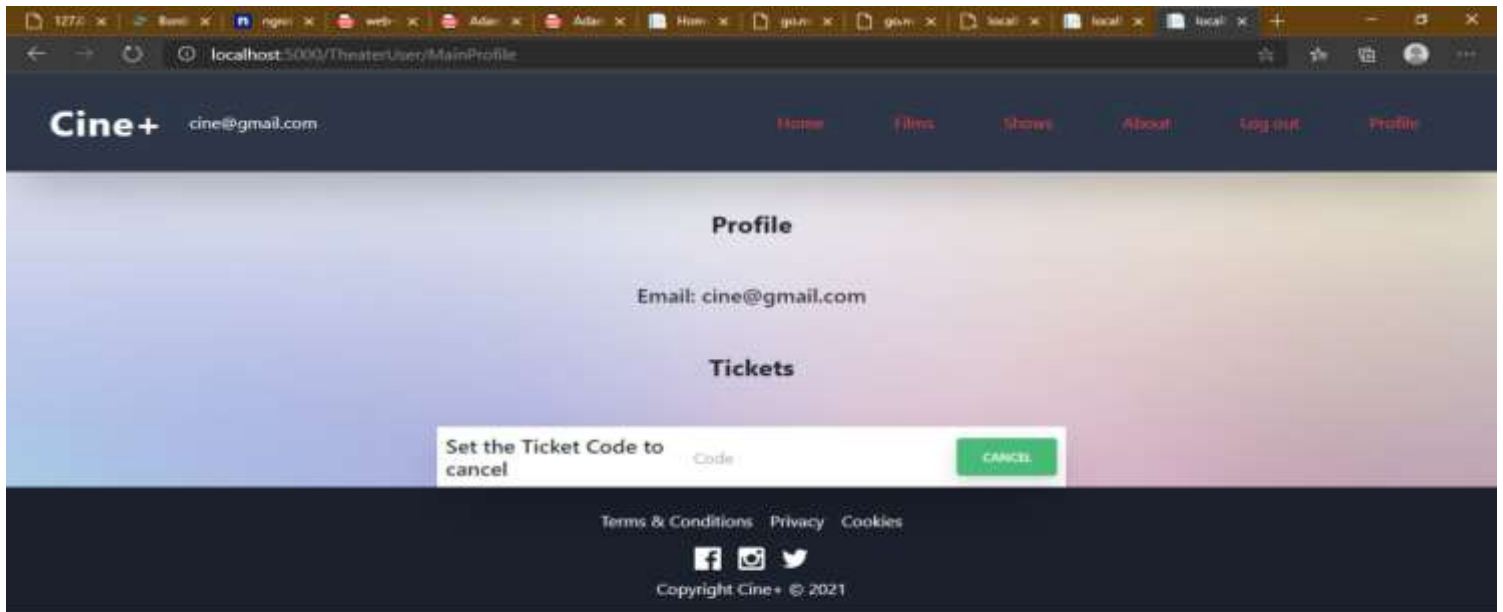 localhost:5000/TheaterUser/MainProfile
Cine+ cine@gmail.com Home Films Shows About Log out Profile
Profile
Email: cine@gmail.com
Tickets
Set the Ticket Code to
cancel
Code
CANCEL
Terms & Conditions Privacy Cookies
Copyright Cine+ © 2021